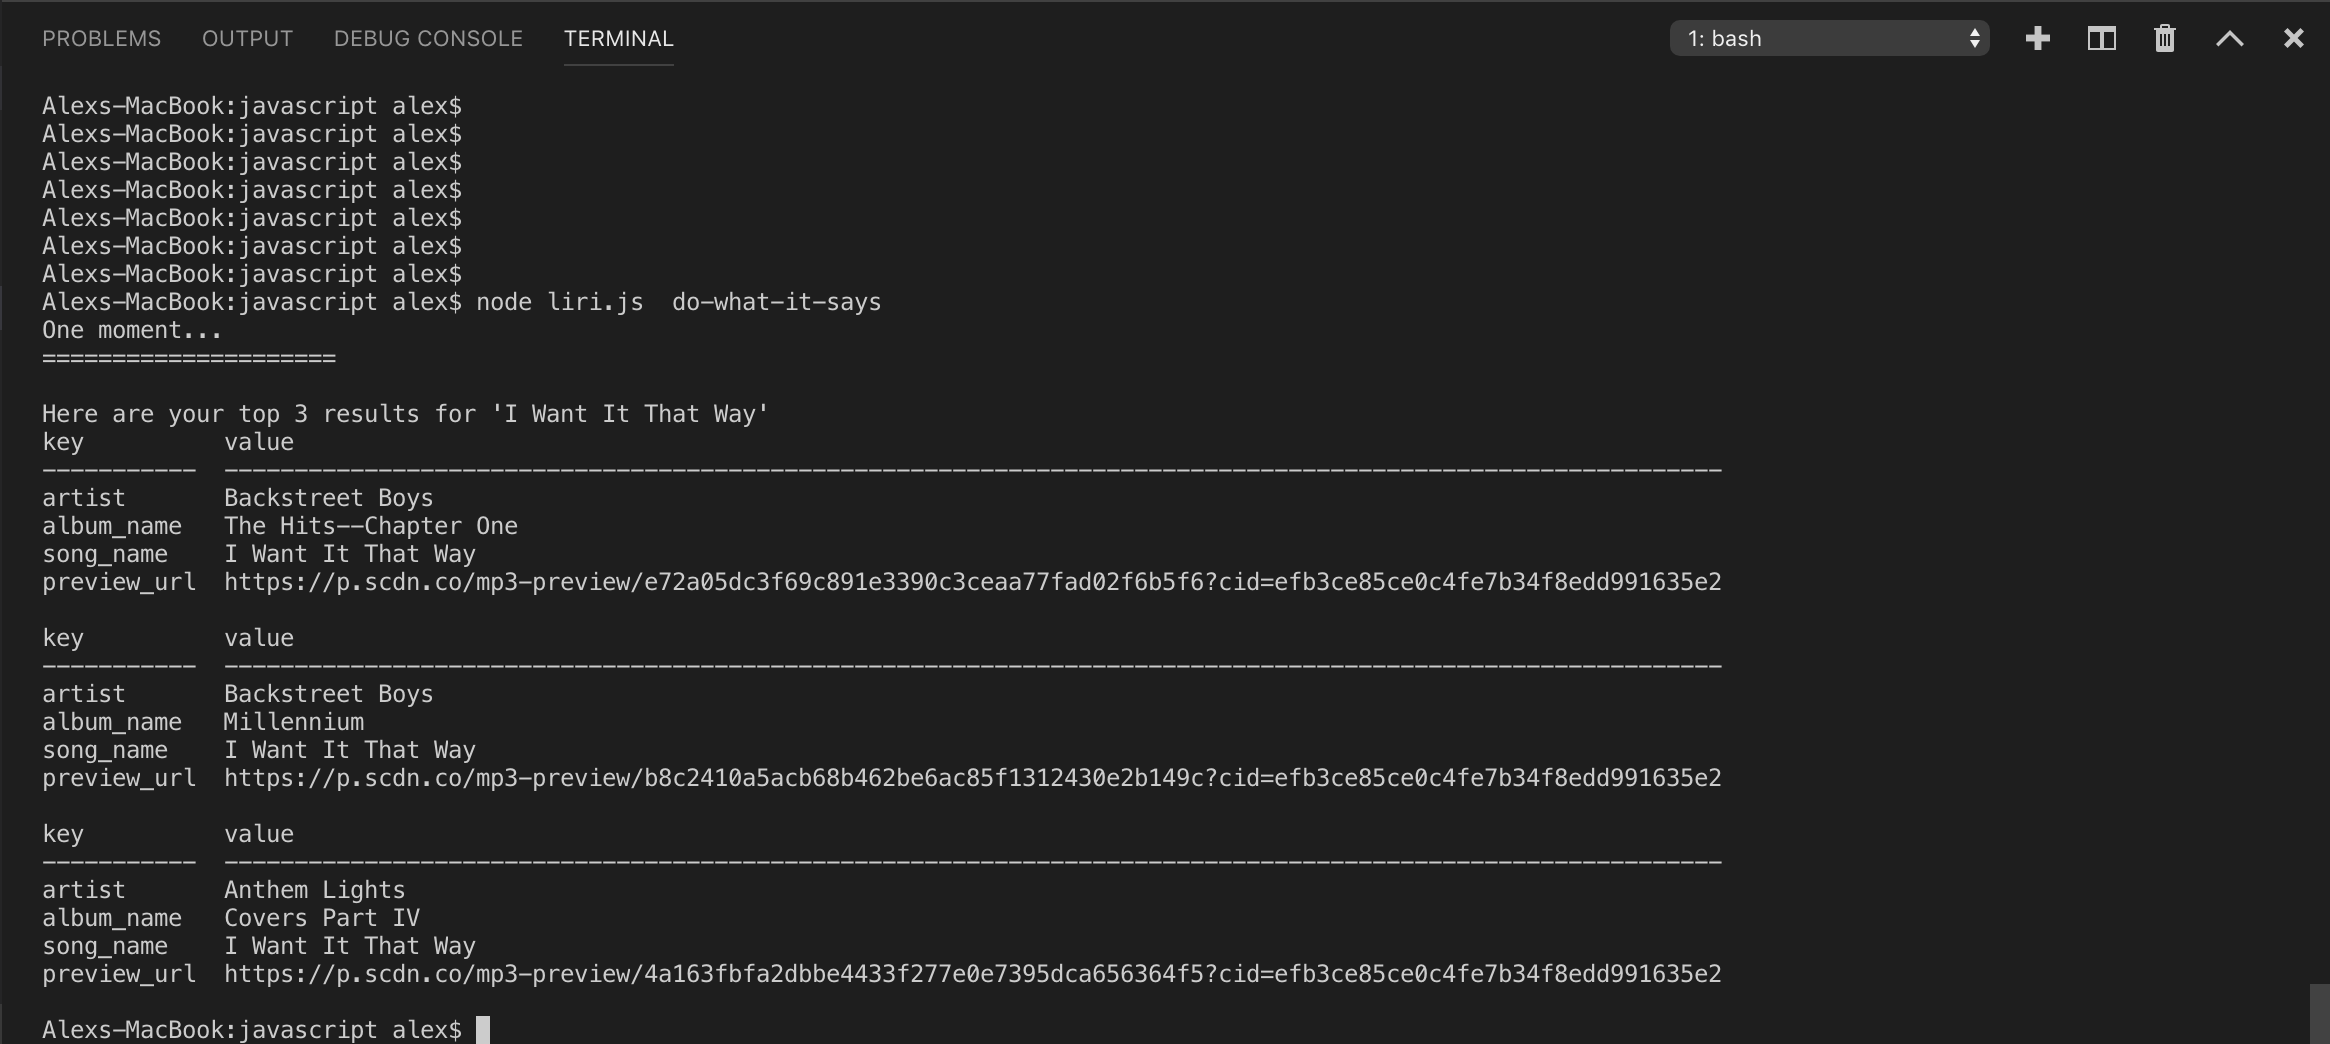 PROBLEMS OUTPUT DEBUG CONSOLE TERMINAL 1: bash
Alexs-MacBook:javascript alex$
Alexs-MacBook:javascript alex$
Alexs-MacBook:javascript alex$
Alexs-MacBook:javascript alex$
Alexs-MacBook:javascript alex$
Alexs-MacBook:javascript alex$
Alexs-MacBook:javascript alex$
Alexs-MacBook:javascript alex$ node liri.js  do-what-it-says
One moment...
=====================
Here are your top 3 results for 'I Want It That Way'
key          value
-----------  -----------------------------------------------------------------------------------------------------------
artist       Backstreet Boys
album_name   The Hits--Chapter One
song_name    I Want It That Way
preview_url  https://p.scdn.co/mp3-preview/e72a05dc3f69c891e3390c3ceaa77fad02f6b5f6?cid=efb3ce85ce0c4fe7b34f8edd991635e2
key          value
-----------  -----------------------------------------------------------------------------------------------------------
artist       Backstreet Boys
album_name   Millennium
song_name    I Want It That Way
preview_url  https://p.scdn.co/mp3-preview/b8c2410a5acb68b462be6ac85f1312430e2b149c?cid=efb3ce85ce0c4fe7b34f8edd991635e2
key          value
-----------  -----------------------------------------------------------------------------------------------------------
artist       Anthem Lights
album_name   Covers Part IV
song_name    I Want It That Way
preview_url  https://p.scdn.co/mp3-preview/4a163fbfa2dbbe4433f277e0e7395dca656364f5?cid=efb3ce85ce0c4fe7b34f8edd991635e2
Alexs-MacBook:javascript alex$